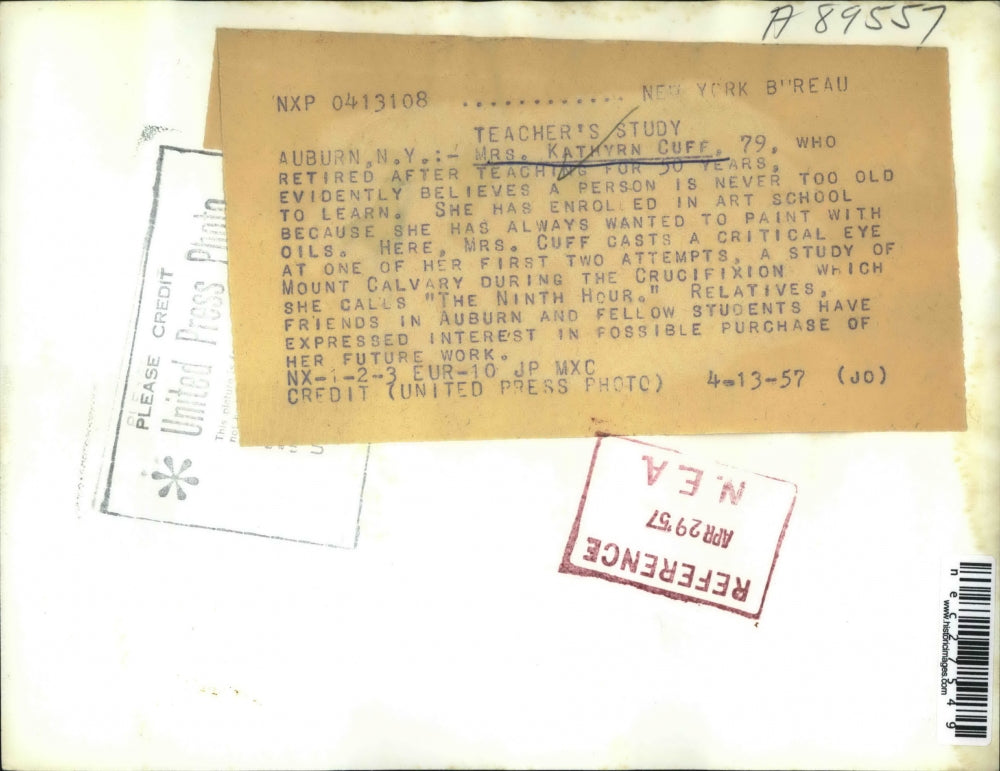 A 89557
NXP 0413108 ............. NEW YORK BUREAU
TEACHER'S STUDY
AUBURN, N.Y.:- MRS. KATHYRN CUFF, 79, WHO
RETIRED AFTER TEACHING FOR 50 YEARS,
EVIDENTLY BELIEVES A PERSON IS NEVER TOO OLD
TO LEARN. SHE HAS ENROLLED IN ART SCHOOL
BECAUSE SHE HAS ALWAYS WANTED TO PAINT WITH
OILS. HERE, MRS. CUFF CASTS A CRITICAL EYE
AT ONE OF HER FIRST TWO ATTEMPTS, A STUDY OF
MOUNT CALVARY DURING THE CRUCIFIXION WHICH
SHE CALLS "THE NINTH HOUR." RELATIVES,
FRIENDS IN AUBURN AND FELLOW STUDENTS HAVE
EXPRESSED INTEREST IN POSSIBLE PURCHASE OF
HER FUTURE WORK.
NX-1-2-3 EUR-10 JP MXC
CREDIT (UNITED PRESS PHOTO) 4-13-57 (JO)
PLEASE CREDIT
United Press Photo
This
N.E.A.
APR 29 '57
REFERENCE
nec27549
www.historicimages.com